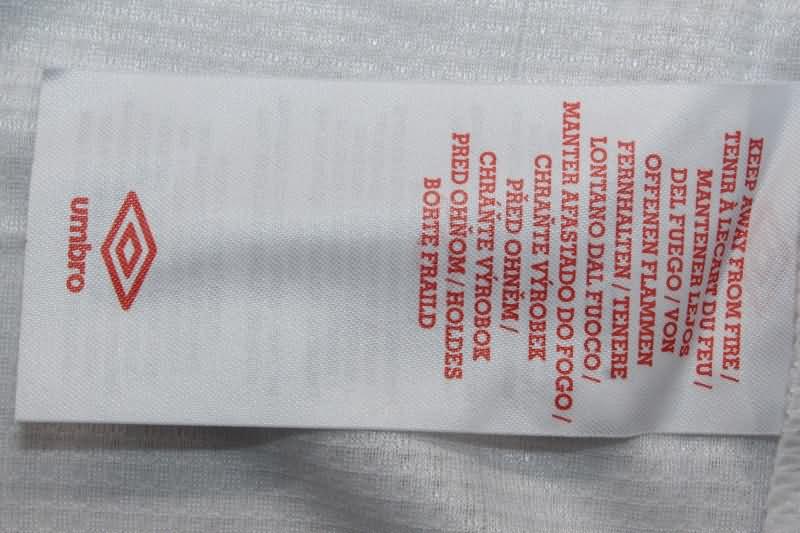 KEEP AWAY FROM FIRE /
TENIR À L'ECART DU FEU /
MANTENER LEJOS
DEL FUEGO / VON
OFFENEN FLAMMEN
FERNHALTEN / TENERE
LONTANO DAL FUOCO /
MANTER AFASTADO DO FOGO /
CHRAŇTE VÝROBEK
PŘED OHNĚM /
CHRÁŇTE VÝROBOK
PRED OHŇOM / HOLDES
BORTE FRA ILD
umbro